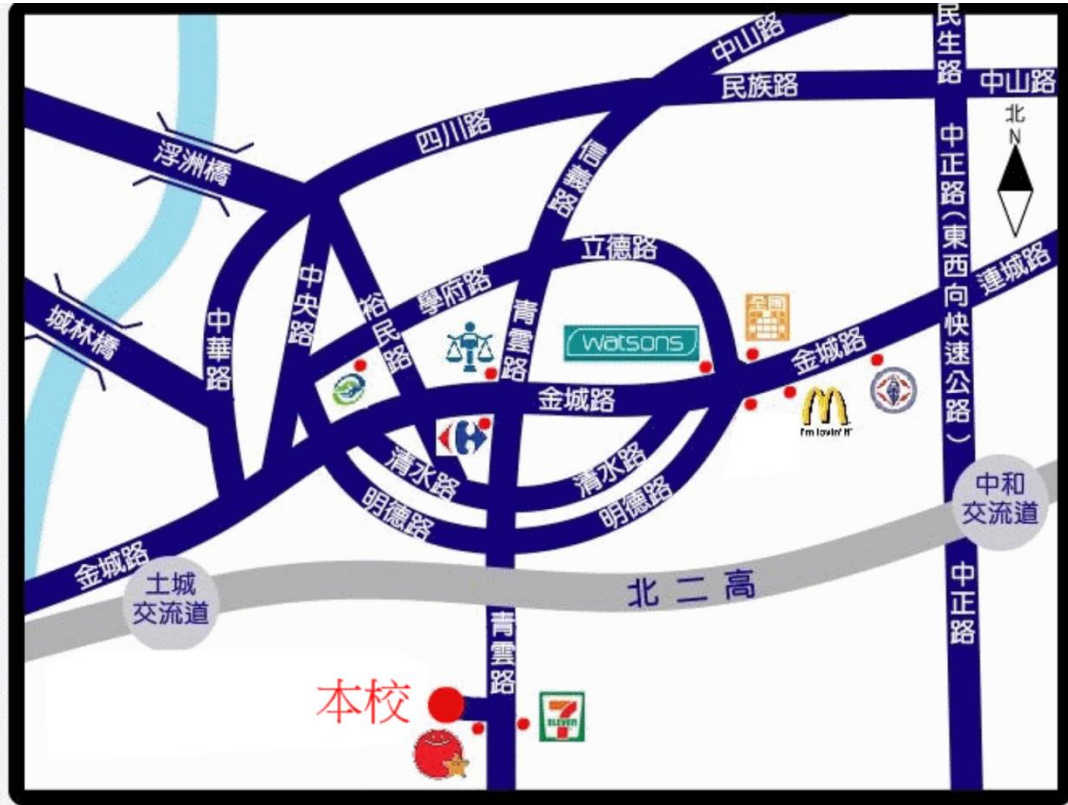 中山路
民生路
民族路
中山路
北
N
四川路
浮洲橋
信義路
中正路(東西向快速公路)
立德路
連城路
學府路
中央路
裕民路
青雲路
全國
城林橋
中華路
watsons
金城路
金城路
i'm lovin' it
清水路
清水路
明德路
明德路
中和
交流道
金城路
土城
交流道
北二高
中正路
青雲路
本校
7
ELEVEN